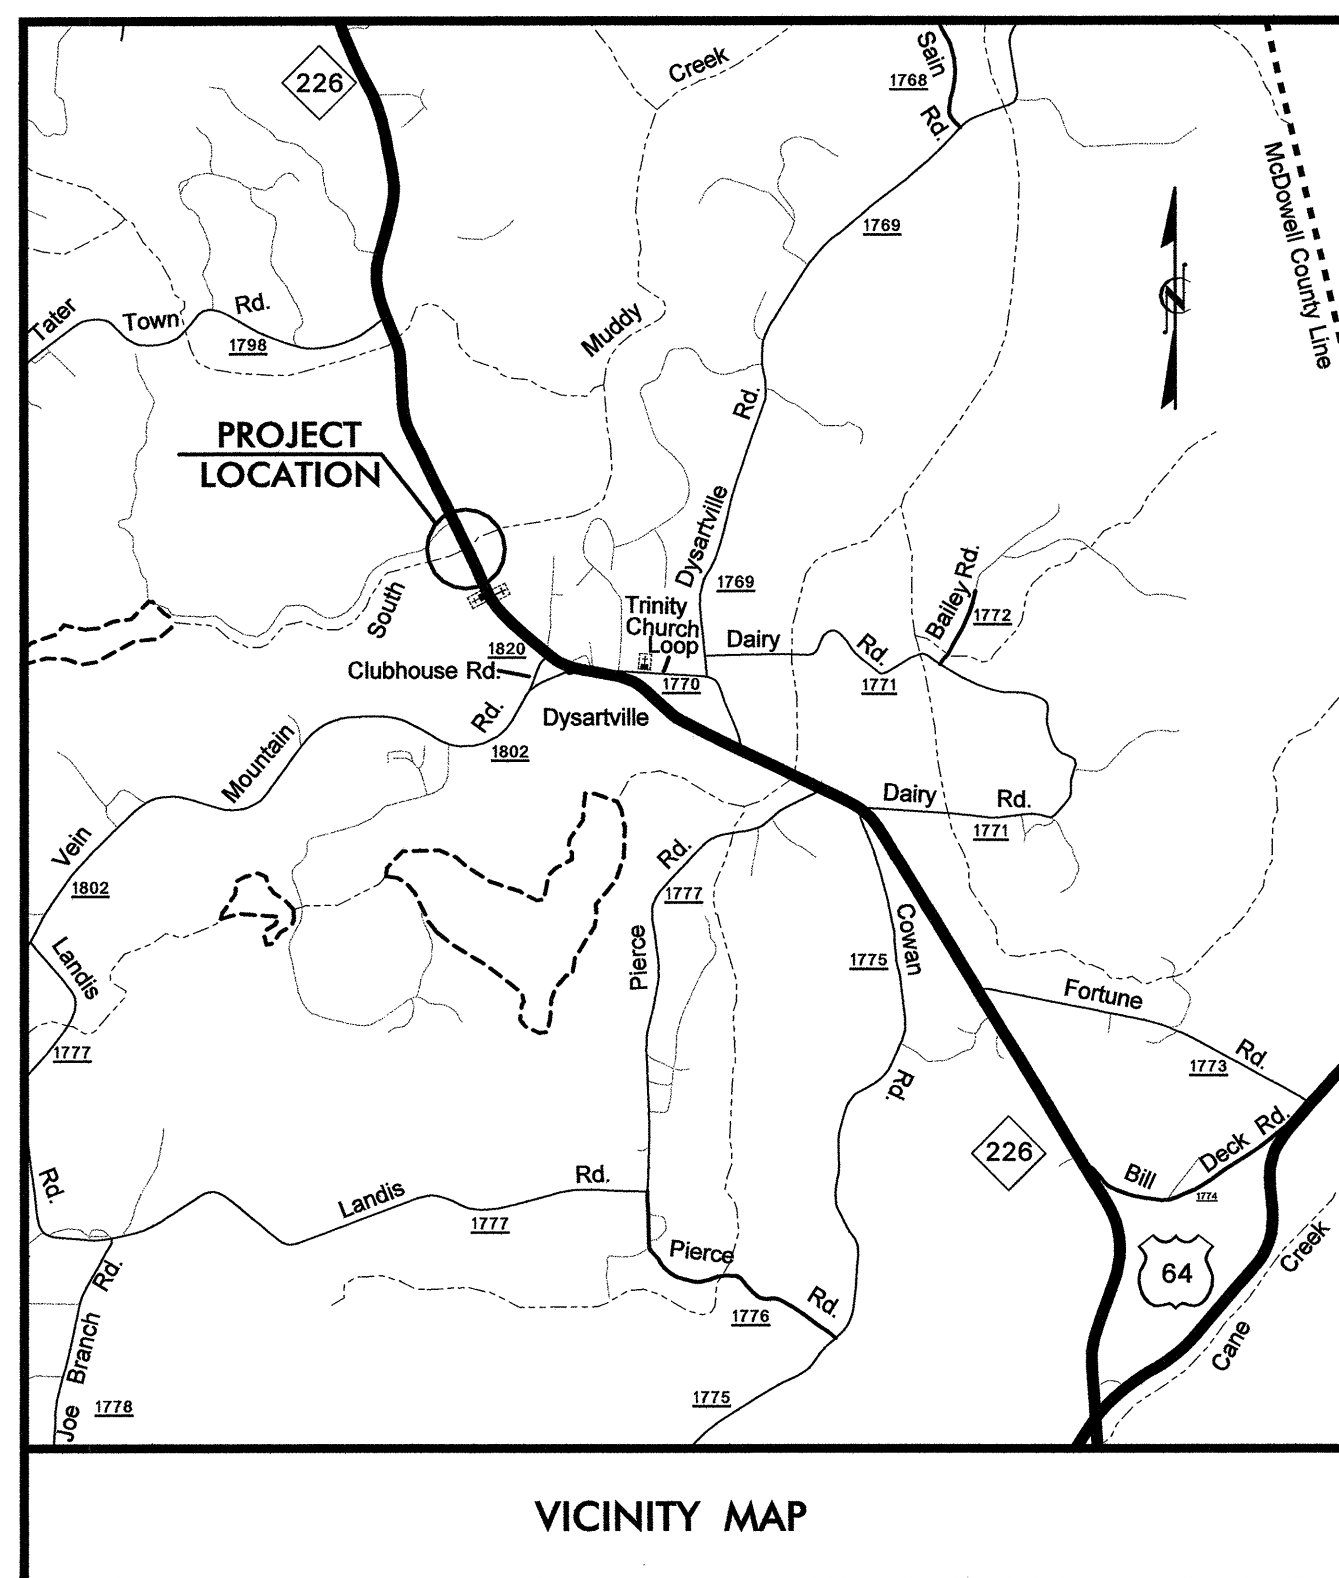 226
Creek
Sain
1768
Rd.
McDowell County Line
1769
Tater
Town
Rd.
1798
Muddy
Rd.
PROJECT
LOCATION
Dysartville
1769
South
Trinity
Church
Loop
1770
Dairy
Rd.
1771
Bailey Rd.
1772
1820
Clubhouse Rd.
Rd.
1802
Dysartville
Mountain
Vein
1802
Dairy
Rd.
1771
Rd.
1777
Pierce
Cowan
1775
Landis
1777
Fortune
Rd.
1773
Rd.
226
Bill
Deck Rd.
1774
Rd.
Landis
Rd.
1777
Pierce
Rd.
1776
64
Creek
Cane
Rd.
Branch
Joe
1778
1775
VICINITY MAP